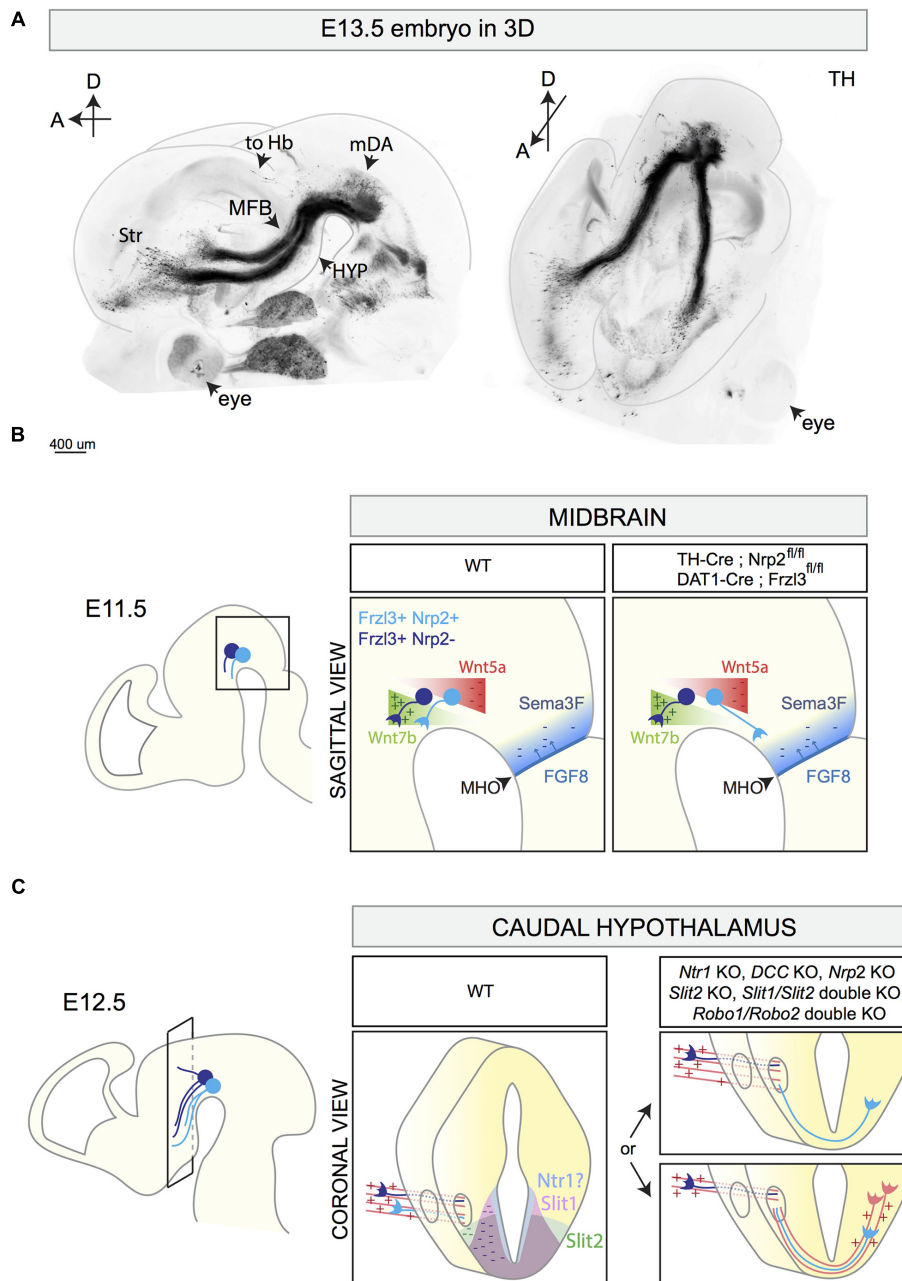 A
E13.5 embryo in 3D
D
A
to Hb
mDA
MFB
Str
HYP
eye
D
A
TH
eye
B
400 um
MIDBRAIN
WT
TH-Cre ; Nrp2fl/fl
DAT1-Cre ; Frzl3fl/fl
E11.5
SAGITTAL VIEW
Frzl3+ Nrp2+
Frzl3+ Nrp2-
Wnt5a
Sema3F
Wnt7b
MHO
FGF8
Wnt5a
Sema3F
Wnt7b
MHO
FGF8
C
CAUDAL HYPOTHALAMUS
WT
Ntr1 KO, DCC KO, Nrp2 KO
Slit2 KO, Slit1/Slit2 double KO
Robo1/Robo2 double KO
E12.5
CORONAL VIEW
Ntr1?
Slit1
Slit2
or